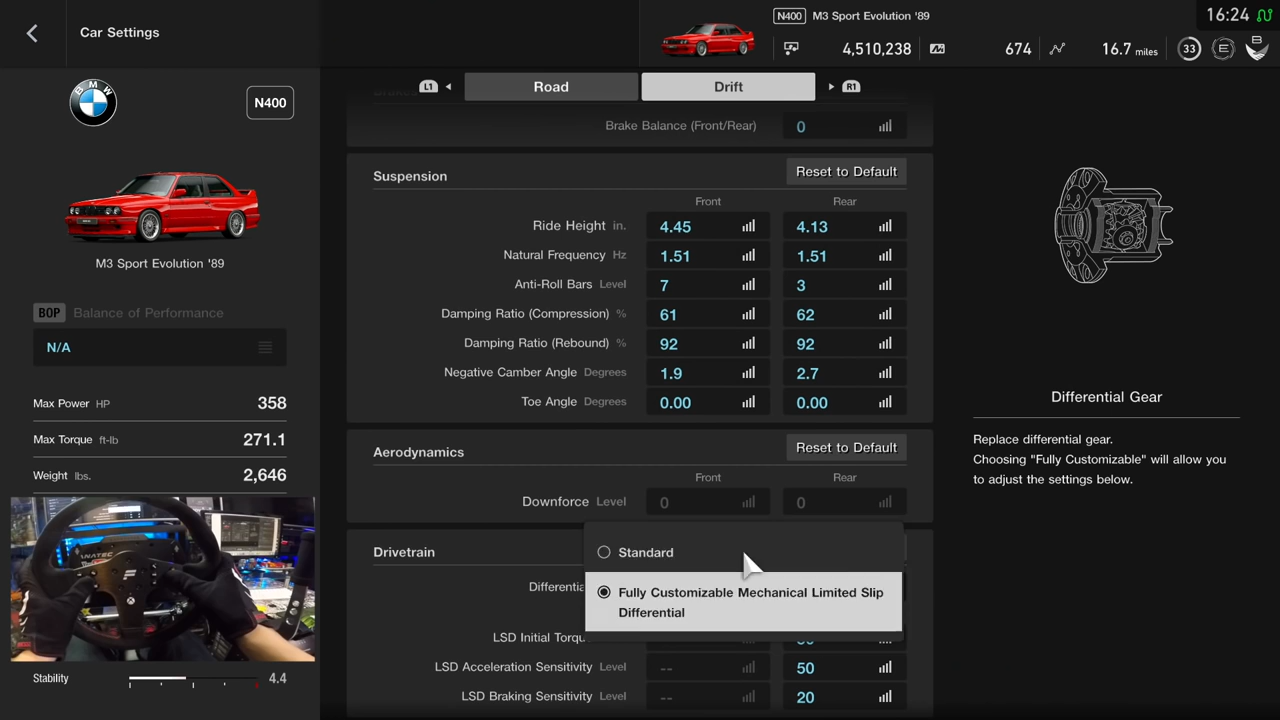 Car Settings
N400 M3 Sport Evolution '89
16:24
4,510,238
674
16.7 miles
33
E
B
BMW
N400
M3 Sport Evolution '89
BOP Balance of Performance
N/A
Max Power HP 358
Max Torque ft-lb 271.1
Weight lbs. 2,646
FANATEC
Stability 4.4
L1 Road Drift R1
Brake Balance (Front/Rear) 0
Suspension Reset to Default
Front Rear
Ride Height in. 4.45 4.13
Natural Frequency Hz 1.51 1.51
Anti-Roll Bars Level 7 3
Damping Ratio (Compression) % 61 62
Damping Ratio (Rebound) % 92 92
Negative Camber Angle Degrees 1.9 2.7
Toe Angle Degrees 0.00 0.00
Aerodynamics Reset to Default
Front Rear
Downforce Level 0 0
Drivetrain
Standard
Fully Customizable Mechanical Limited Slip
Differential
LSD Acceleration Sensitivity Level -- 50
LSD Braking Sensitivity Level -- 20
Differential Gear
Replace differential gear.
Choosing "Fully Customizable" will allow you
to adjust the settings below.